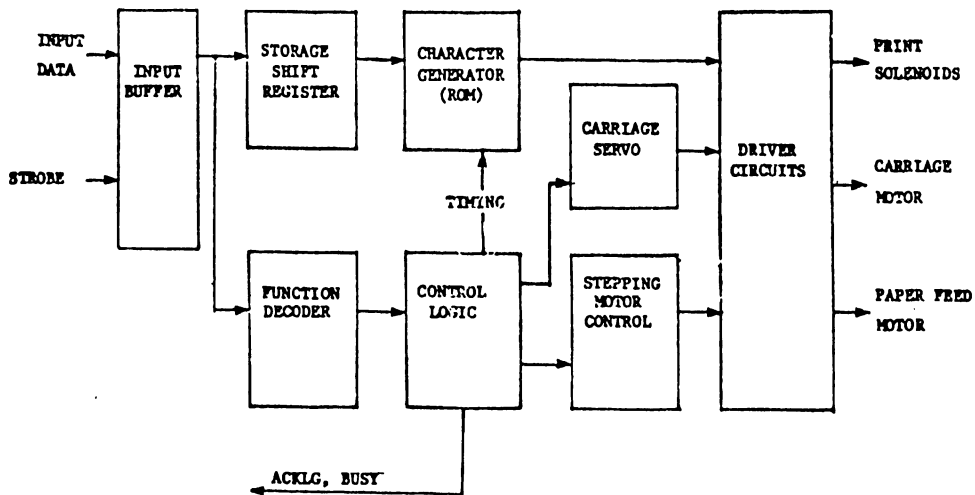 INPUT
DATA
STROBE
INPUT
BUFFER
STORAGE
SHIFT
REGISTER
CHARACTER
GENERATOR
(ROM)
TIMING
FUNCTION
DECODER
CONTROL
LOGIC
CARRIAGE
SERVO
STEPPING
MOTOR
CONTROL
DRIVER
CIRCUITS
PRINT
SOLENOIDS
CARRIAGE
MOTOR
PAPER FEED
MOTOR
ACKLG, BUSY